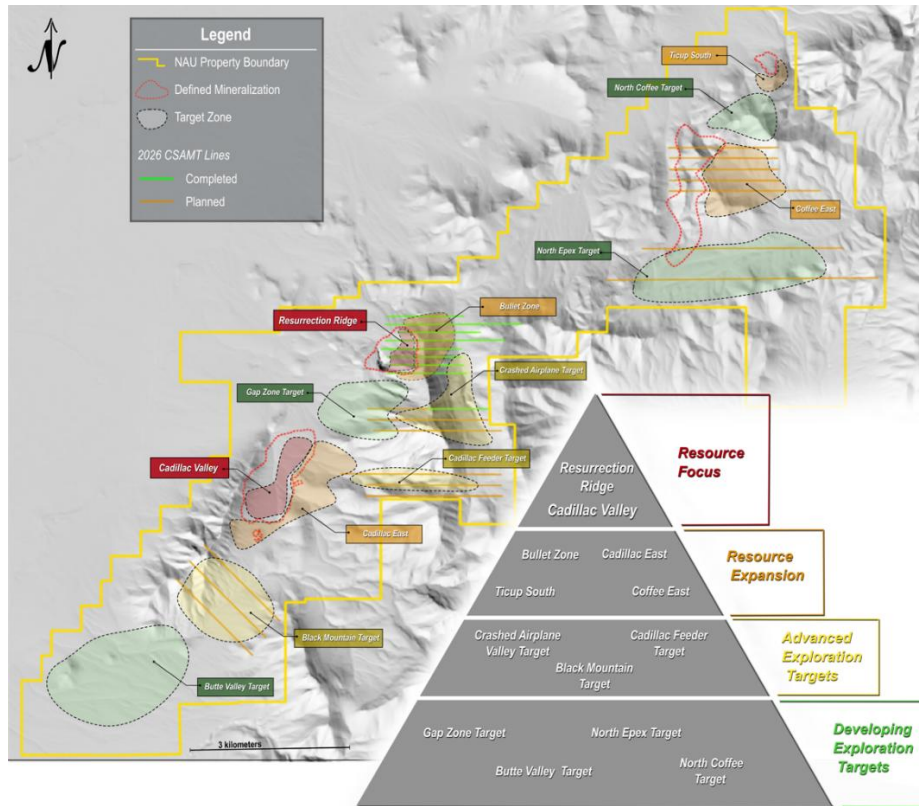 N
Legend
NAU Property Boundary
Defined Mineralization
Target Zone
2026 CSAMT Lines
Completed
Planned
Ticup South
North Coffee Target
Coffee East
North Epex Target
Bullet Zone
Resurrection Ridge
Crashed Airplane Target
Gap Zone Target
Cadillac Feeder Target
Cadillac Valley
Cadillac East
Black Mountain Target
Butte Valley Target
3 kilometers
Resurrection
Ridge
Cadillac Valley
Resource
Focus
Bullet Zone
Cadillac East
Ticup South
Coffee East
Resource
Expansion
Crashed Airplane
Valley Target
Cadillac Feeder
Target
Black Mountain
Target
Advanced
Exploration
Targets
Gap Zone Target
North Epex Target
Butte Valley Target
North Coffee
Target
Developing
Exploration
Targets